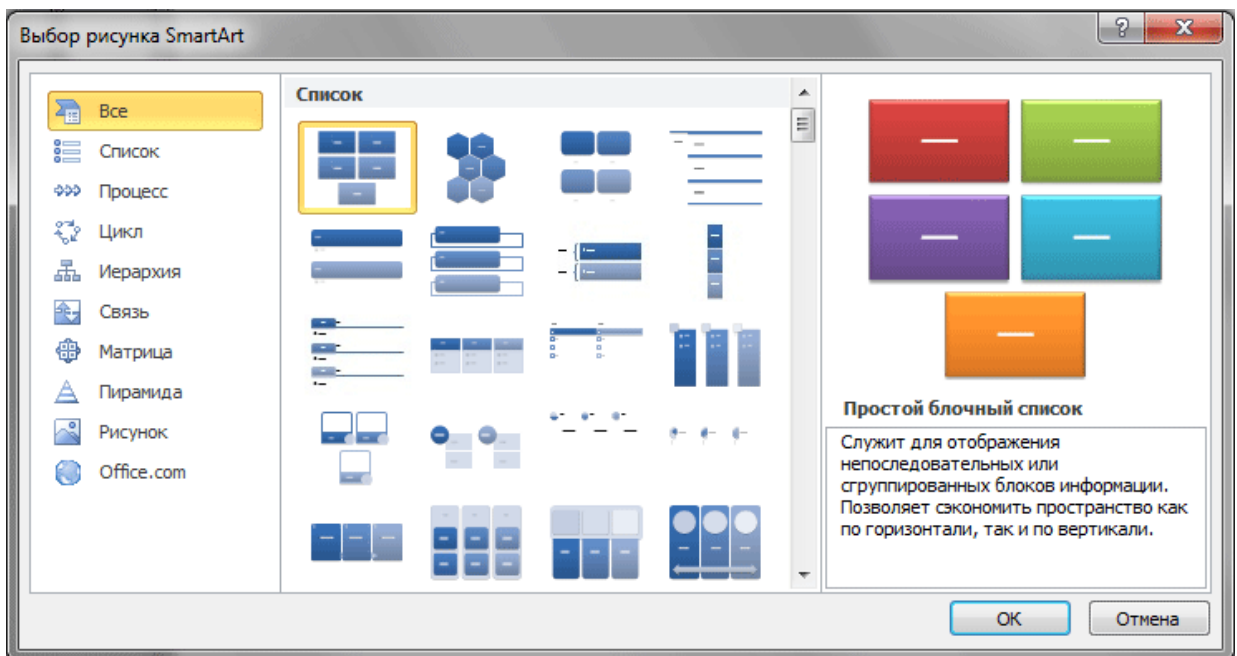 Выбор рисунка SmartArt
Все
Список
Процесс
Цикл
Иерархия
Связь
Матрица
Пирамида
Рисунок
Office.com
Список
Простой блочный список
Служит для отображения
непоследовательных или
сгруппированных блоков информации.
Позволяет сэкономить пространство как
по горизонтали, так и по вертикали.
ОК
Отмена